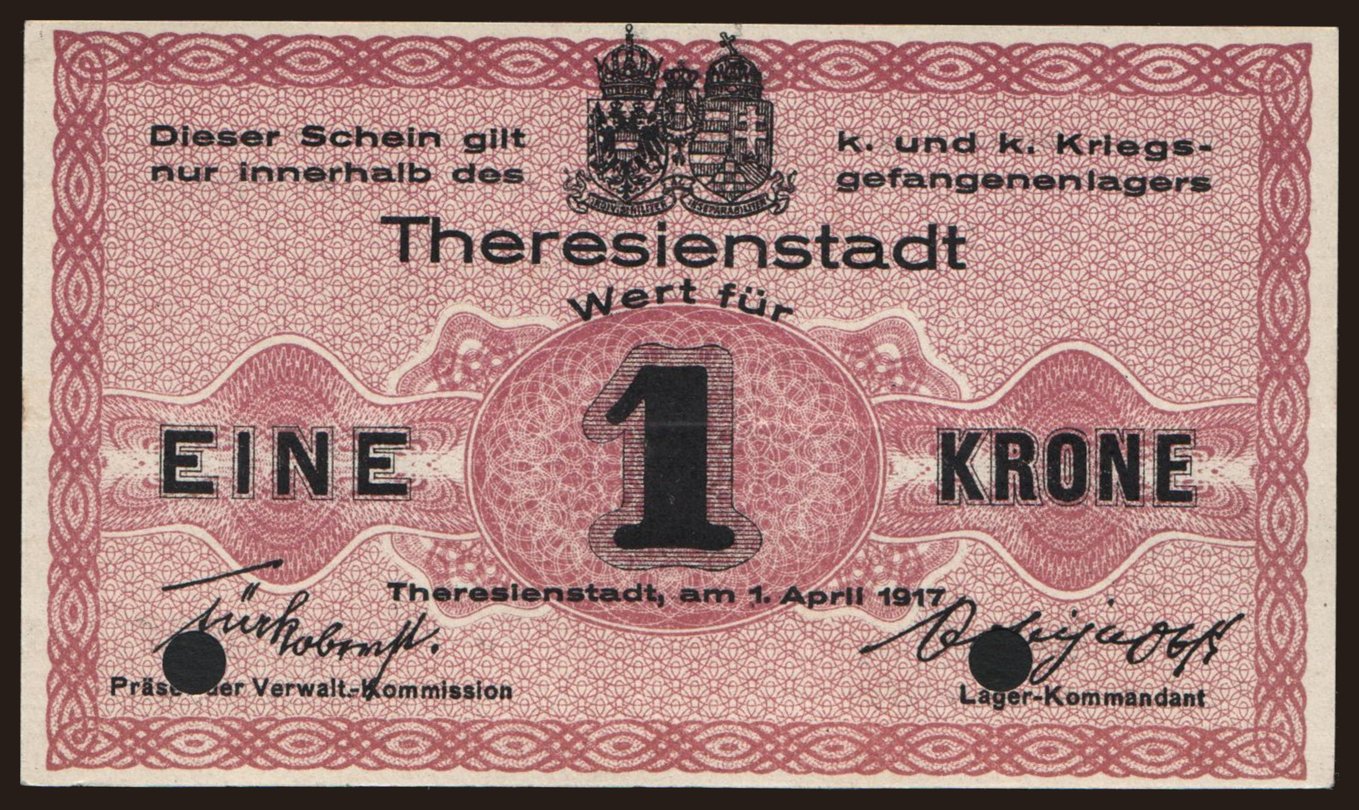 Dieser Schein gilt
nur innerhalb des
k. und k. Kriegs-
gefangenenlagers
Theresienstadt
Wert für
1
EINE
KRONE
Theresienstadt, am 1. April 1917
der Verwalt.-Kommission
Lager-Kommandant